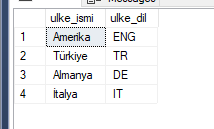 Messages
ulke_ismi ulke_dil
1 Amerika ENG
2 Türkiye TR
3 Almanya DE
4 İtalya IT